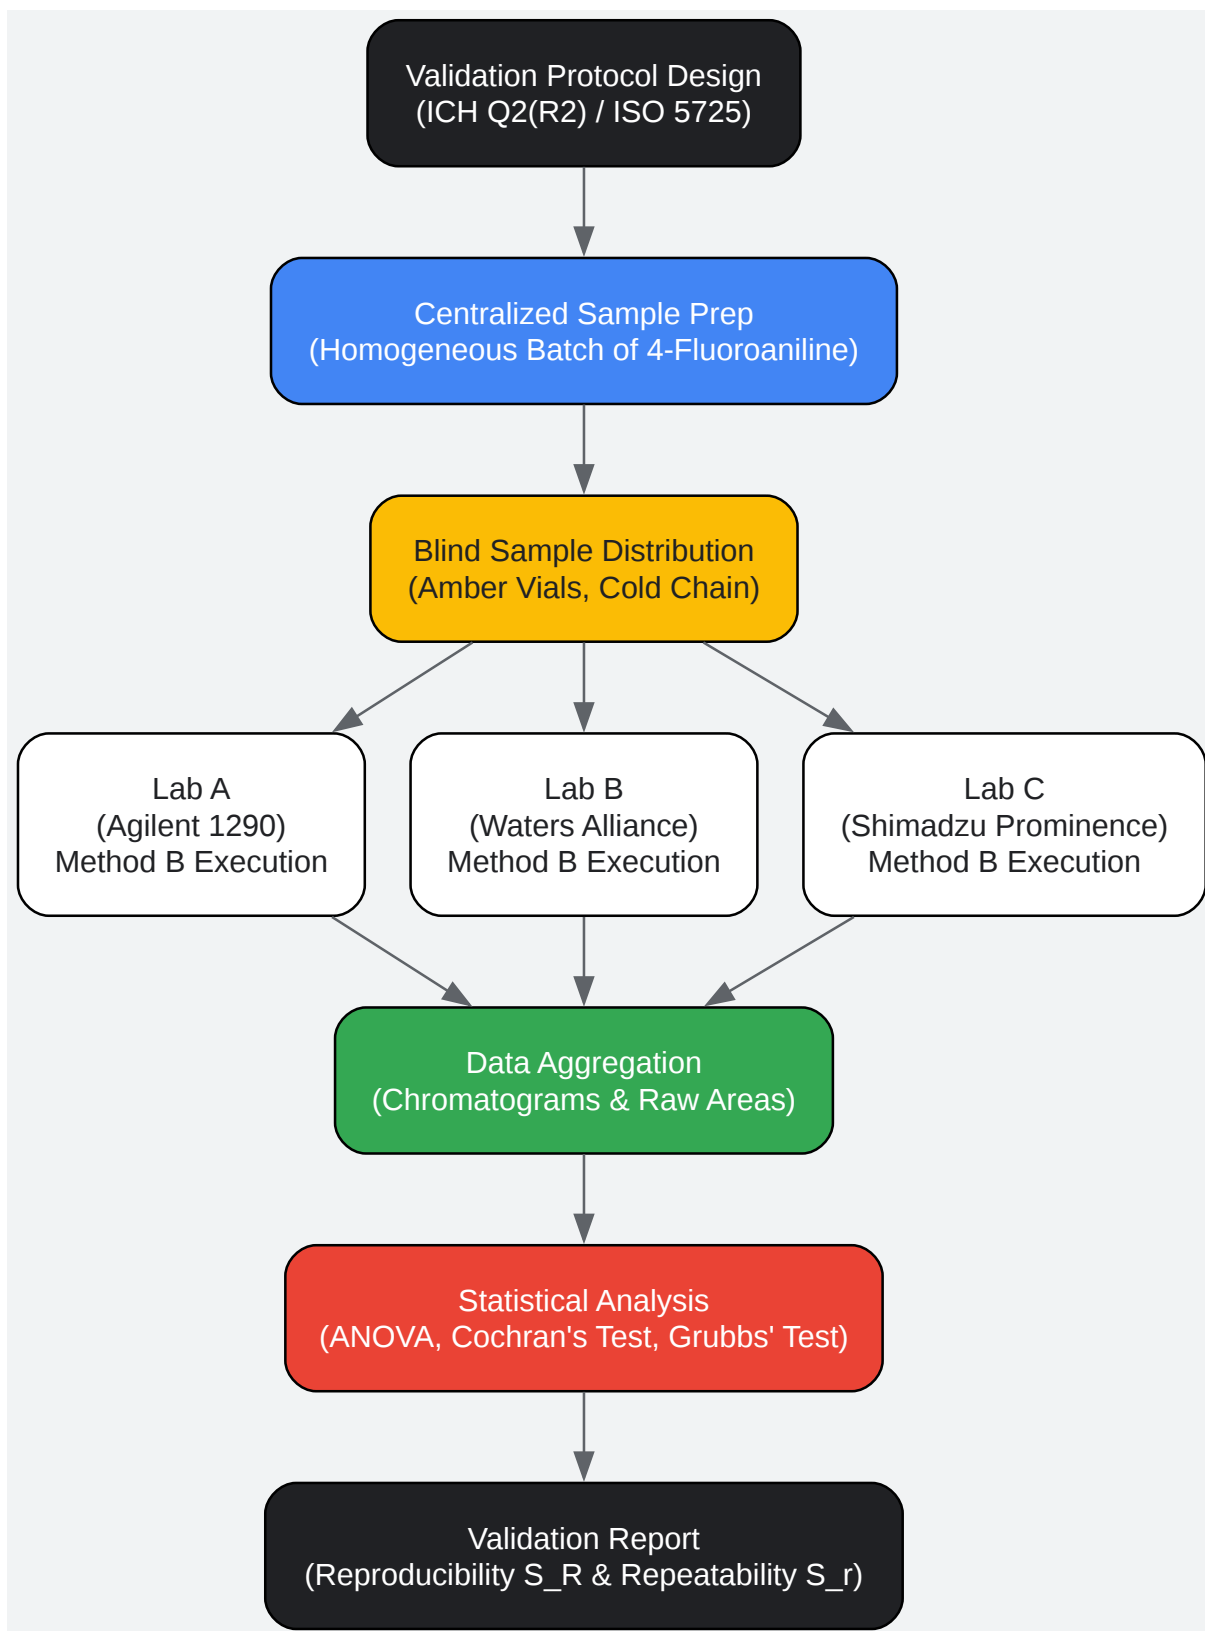 Validation Protocol Design
(ICH Q2(R2) / ISO 5725)
Centralized Sample Prep
(Homogeneous Batch of 4-Fluoroaniline)
Blind Sample Distribution
(Amber Vials, Cold Chain)
Lab A
(Agilent 1290)
Method B Execution
Lab B
(Waters Alliance)
Method B Execution
Lab C
(Shimadzu Prominence)
Method B Execution
Data Aggregation
(Chromatograms & Raw Areas)
Statistical Analysis
(ANOVA, Cochran's Test, Grubbs' Test)
Validation Report
(Reproducibility S_R & Repeatability S_r)